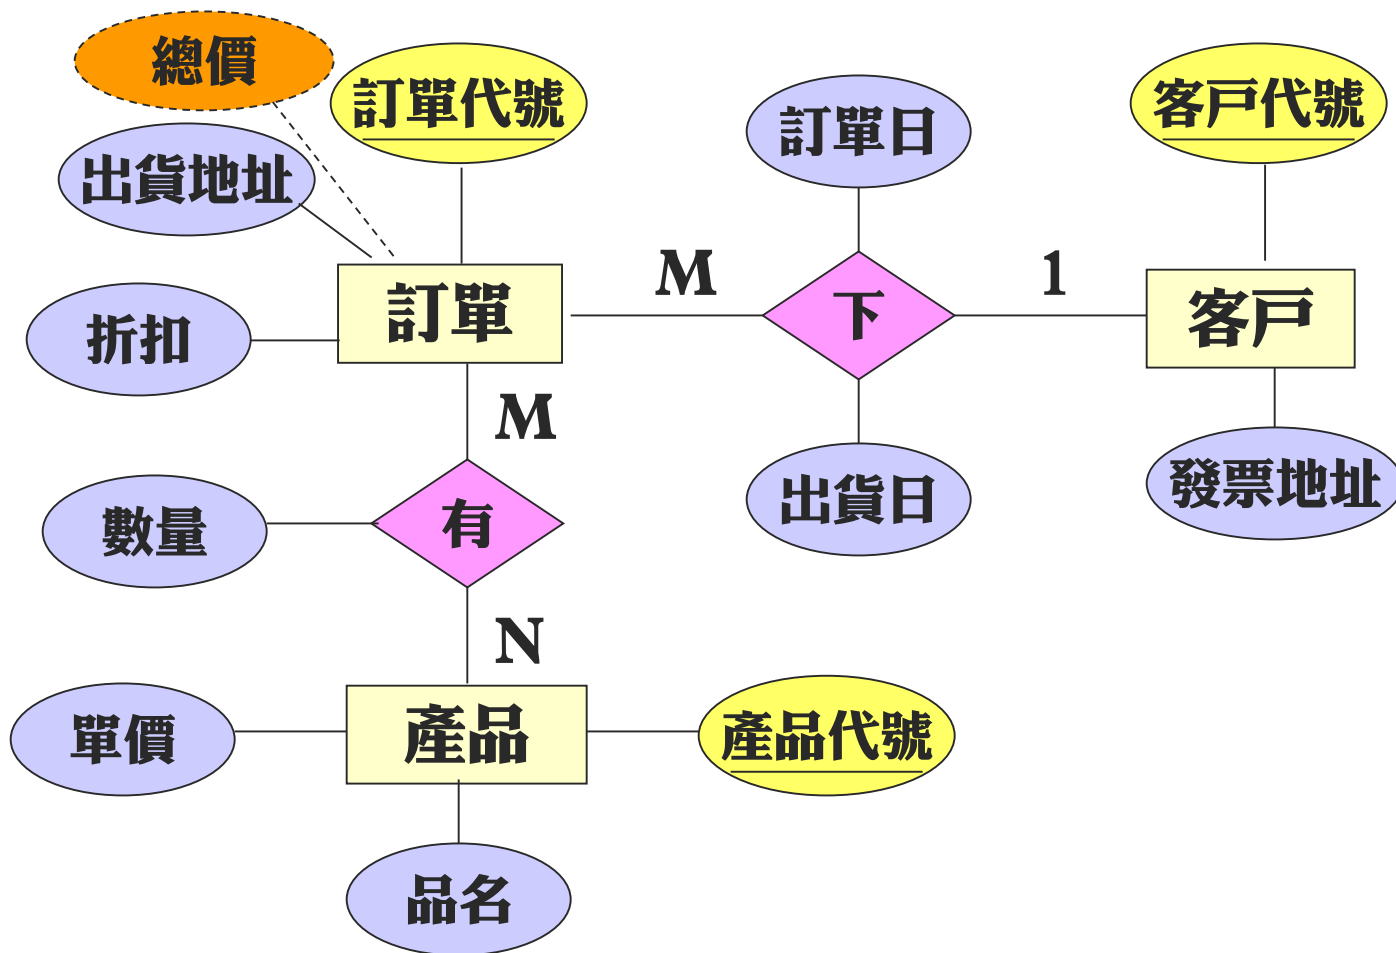 總價
訂單代號
客戶代號
訂單日
出貨地址
M
1
訂單
下
客戶
折扣
M
發票地址
出貨日
數量
有
N
單價
產品
產品代號
品名